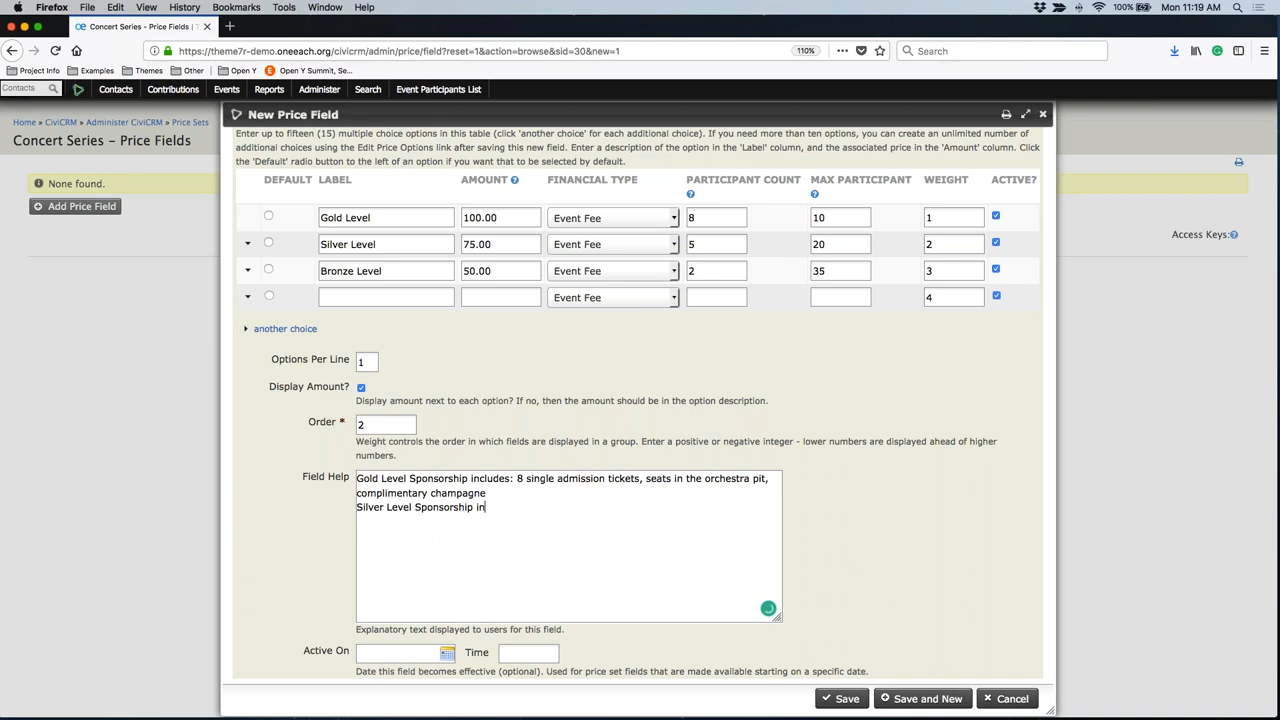 Firefox File Edit View History Bookmarks Tools Window Help 100% Mon 11:19 AM
Concert Series - Price Fields | T
https://theme7r-demo.oneeach.org/civicrm/admin/price/field?reset=1&action=browse&sid=30&new=1 110% Search
Project Info Examples Themes Other Open Y Open Y Summit, Se...
Contacts Contacts Contributions Events Reports Administer Search Event Participants List
Home » CiviCRM » Administer CiviCRM » Price Sets
Concert Series – Price Fields
None found.
Add Price Field
Access Keys:
New Price Field
Enter up to fifteen (15) multiple choice options in this table (click 'another choice' for each additional choice). If you need more than ten options, you can create an unlimited number of
additional choices using the Edit Price Options link after saving this new field. Enter a description of the option in the 'Label' column, and the associated price in the 'Amount' column. Click
the 'Default' radio button to the left of an option if you want that to be selected by default.
DEFAULT LABEL AMOUNT FINANCIAL TYPE PARTICIPANT COUNT MAX PARTICIPANT WEIGHT ACTIVE?
Gold Level 100.00 Event Fee 8 10 1
Silver Level 75.00 Event Fee 5 20 2
Bronze Level 50.00 Event Fee 2 35 3
Event Fee 4
another choice
Options Per Line 1
Display Amount?
Display amount next to each option? If no, then the amount should be in the option description.
Order * 2
Weight controls the order in which fields are displayed in a group. Enter a positive or negative integer - lower numbers are displayed ahead of higher
numbers.
Field Help Gold Level Sponsorship includes: 8 single admission tickets, seats in the orchestra pit,
complimentary champagne
Silver Level Sponsorship in
Explanatory text displayed to users for this field.
Active On Time
Date this field becomes effective (optional). Used for price set fields that are made available starting on a specific date.
Save Save and New Cancel